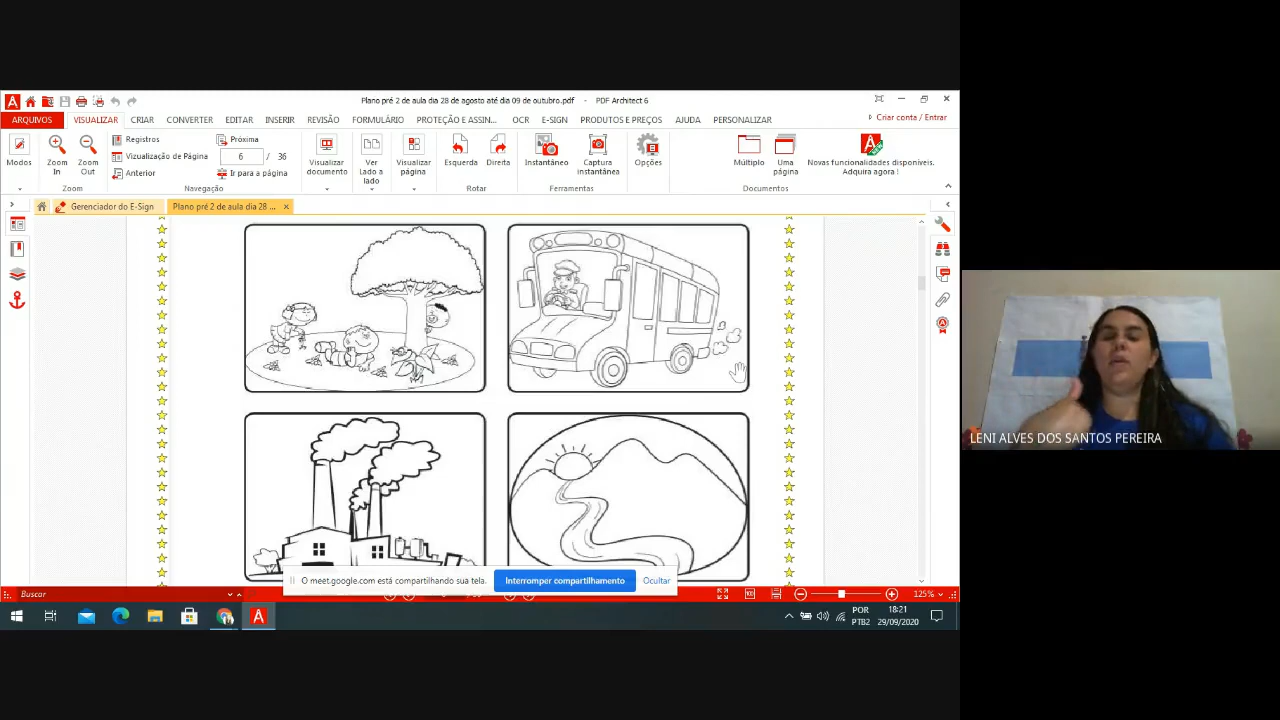 Plano pré 2 de aula dia 28 de agosto até dia 09 de outubro.pdf - PDF Architect 6
ARQUIVOS VISUALIZAR CRIAR CONVERTER EDITAR INSERIR REVISÃO FORMULÁRIO PROTEÇÃO E ASSIN... OCR E-SIGN PRODUTOS E PREÇOS AJUDA PERSONALIZAR
Criar conta / Entrar
Modos
Zoom In
Zoom Out
Zoom
Registros
Vizualização de Página
Anterior
Próxima
6 / 36
Ir para a página
Navegação
Visualizar documento
Ver Lado a lado
Visualizar página
Esquerda
Direita
Rotar
Instantâneo
Captura instantânea
Ferramentas
Opções
Múltiplo
Uma página
Documentos
Novas funcionalidades disponíveis. Adquira agora !
Gerenciador do E-Sign
Plano pré 2 de aula dia 28 ...
LENI ALVES DOS SANTOS PEREIRA
O meet.google.com está compartilhando sua tela.
Interromper compartilhamento
Ocultar
Buscar
125%
POR
PTB2
18:21
29/09/2020